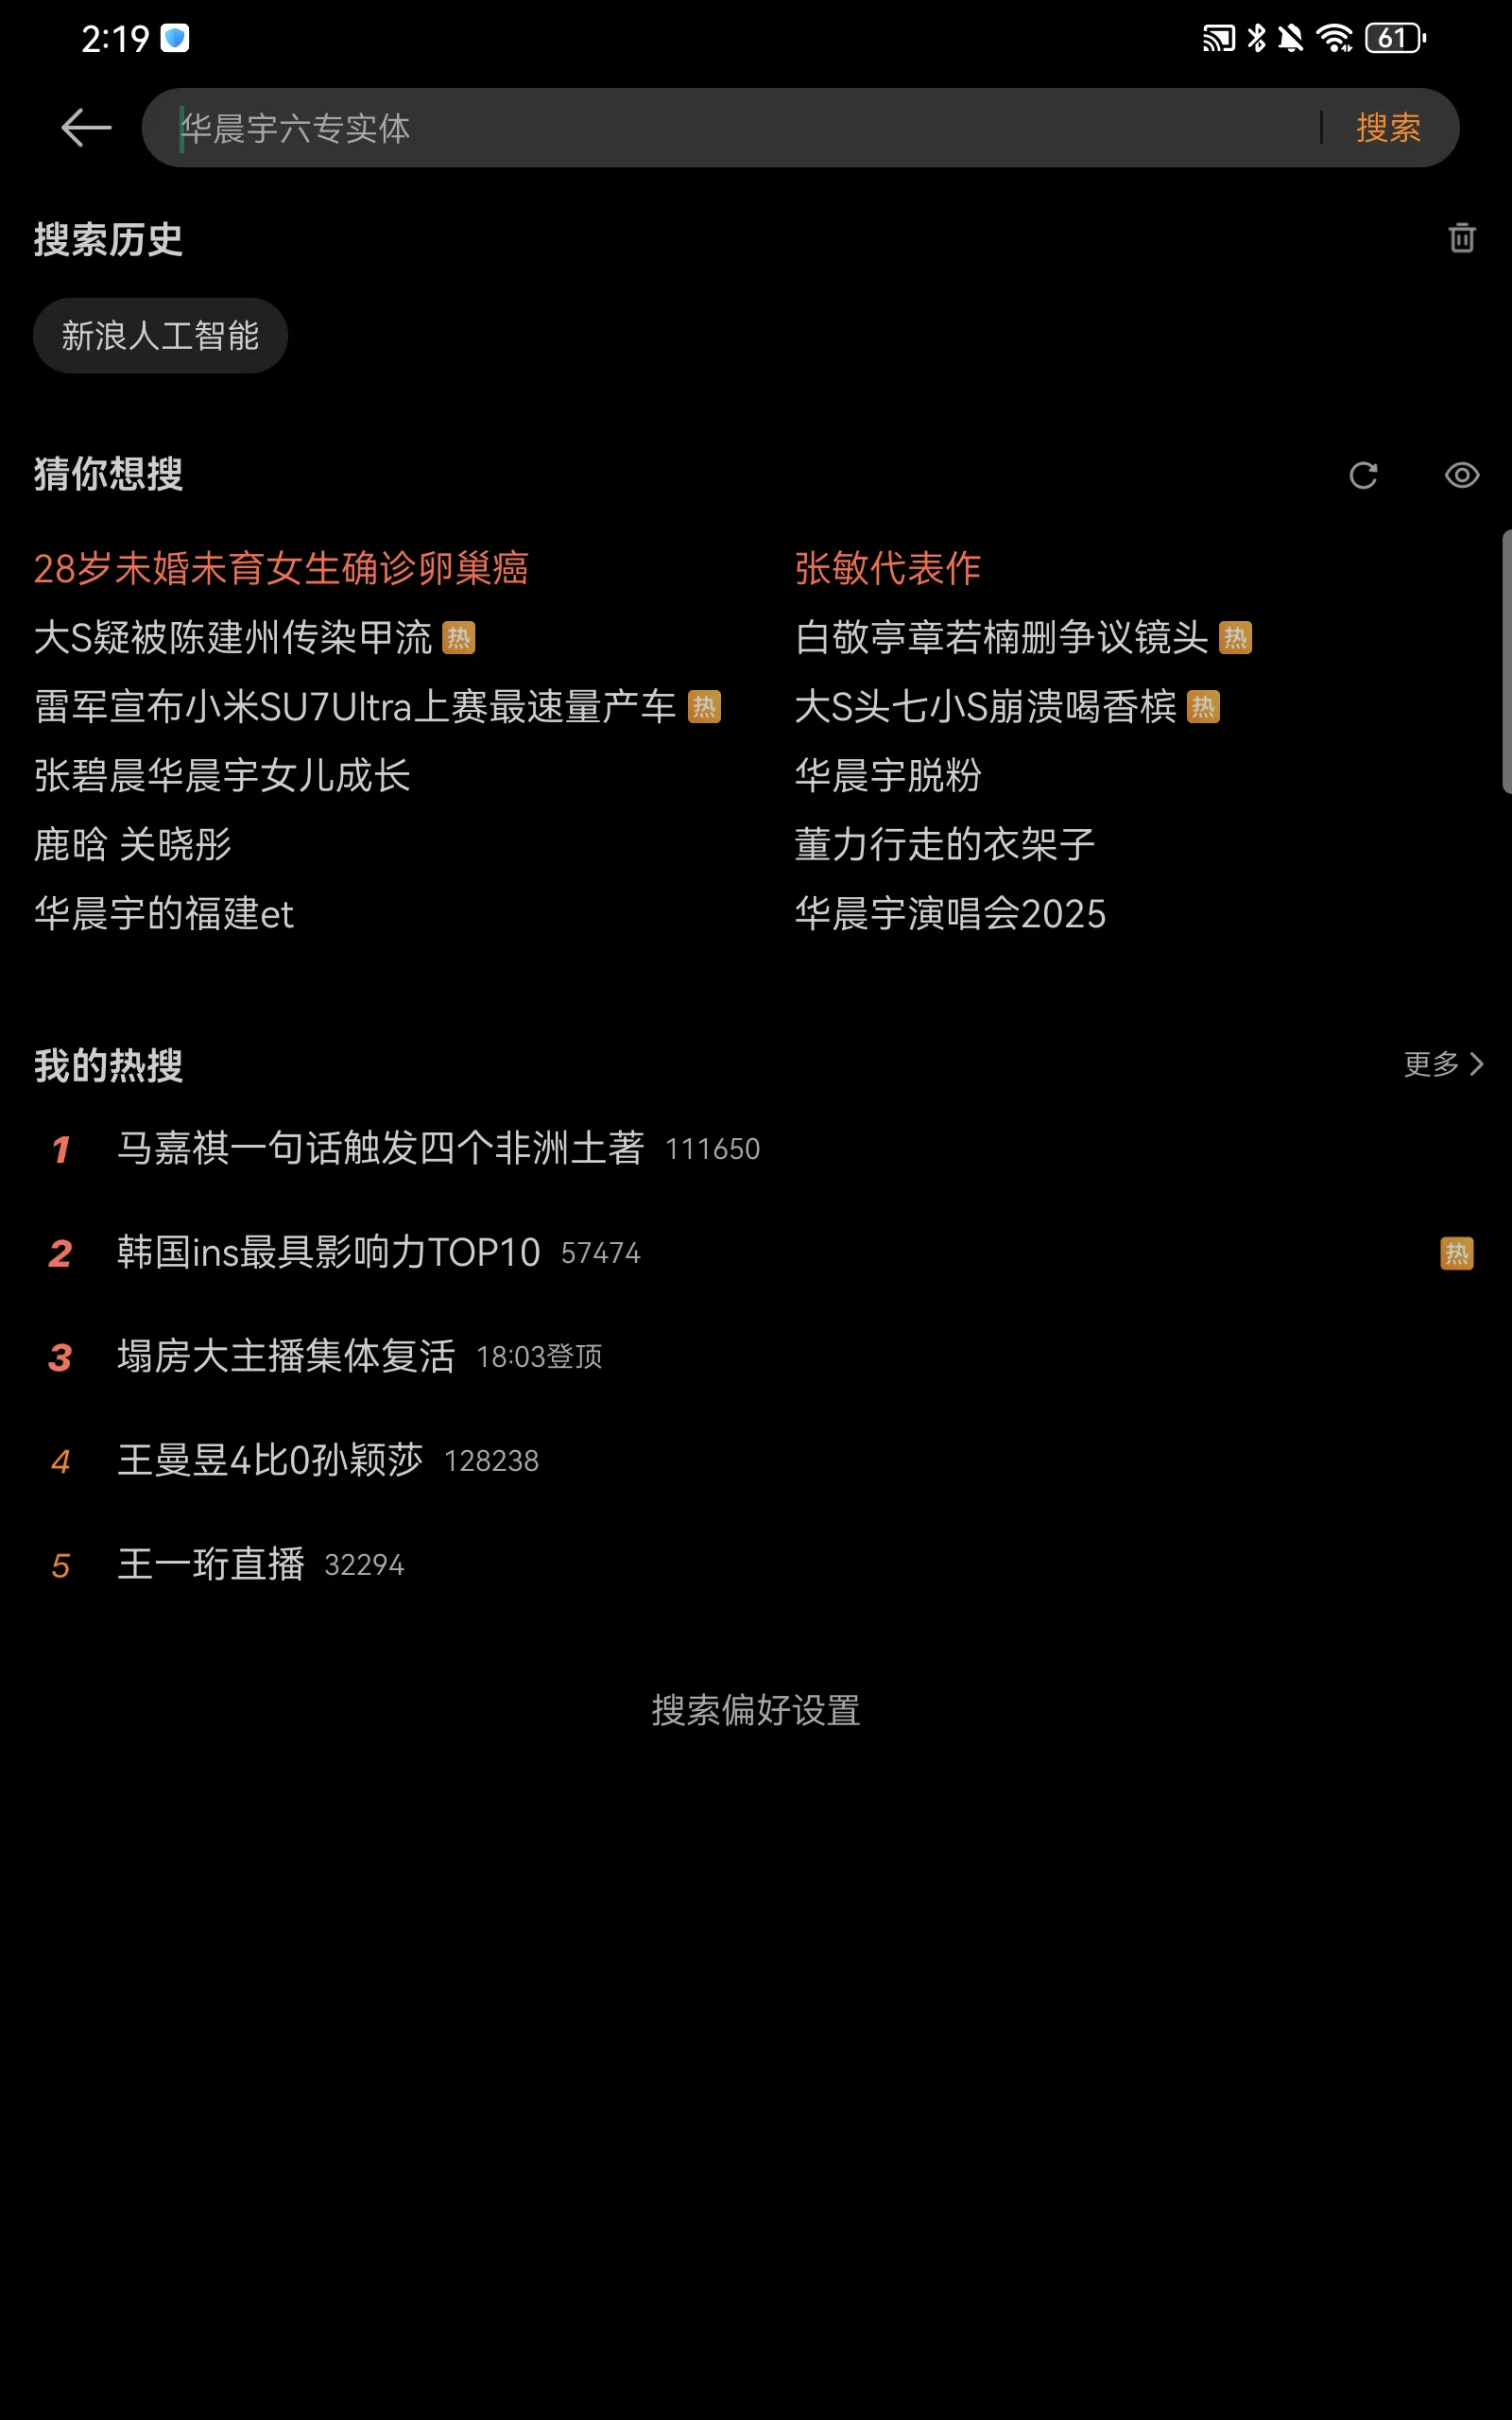 2:19
61
华晨宇六专实体
搜索
搜索历史
新浪人工智能
猜你想搜
28岁未婚未育女生确诊卵巢癌
张敏代表作
大S疑被陈建州传染甲流 热
白敬亭章若楠删争议镜头 热
雷军宣布小米SU7Ultra上赛最速量产车 热
大S头七小S崩溃喝香槟 热
张碧晨华晨宇女儿成长
华晨宇脱粉
鹿晗 关晓彤
董力行走的衣架子
华晨宇的福建et
华晨宇演唱会2025
我的热搜
更多
1 马嘉祺一句话触发四个非洲土著 111650
2 韩国ins最具影响力TOP10 57474 热
3 塌房大主播集体复活 18:03登顶
4 王曼昱4比0孙颖莎 128238
5 王一珩直播 32294
搜索偏好设置